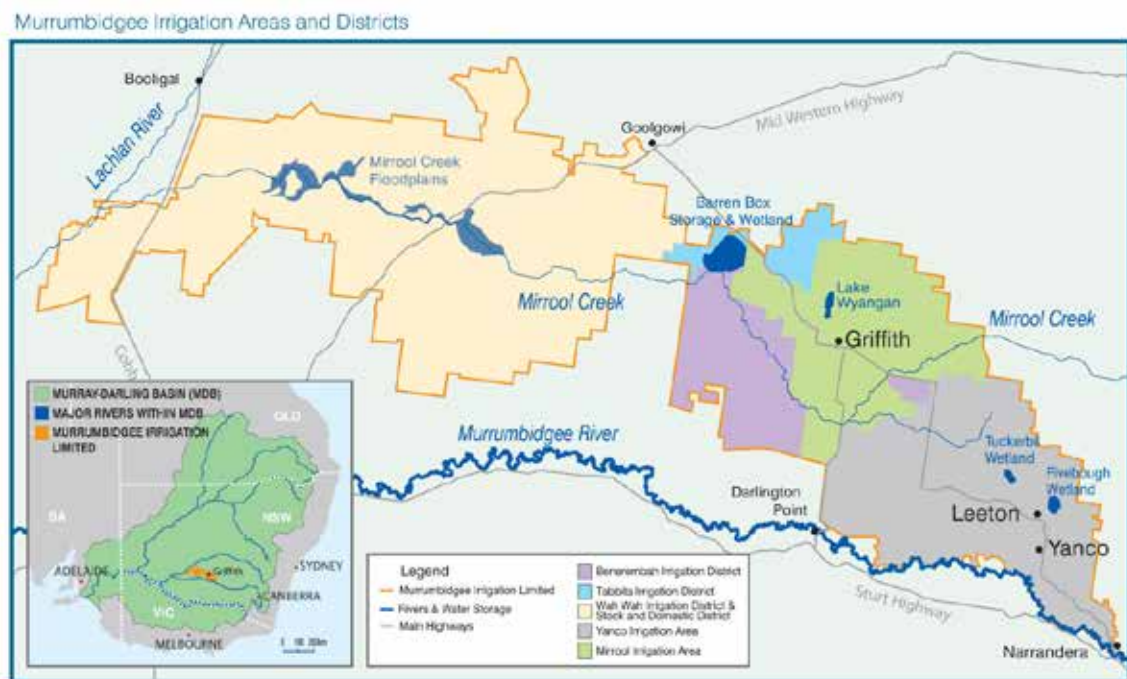 Murrumbidgee Irrigation Areas and Districts
Booligal
Lachlan River
Mirrool Creek
Floodplains
Goolgowi
Mid Western Highway
Barren Box
Storage & Wetland
Lake
Wyangan
Mirrool Creek
Griffith
Mirrool Creek
Murrumbidgee River
Tuckerbil
Wetland
Fivebough
Wetland
Darlington
Point
Leeton
Yanco
Sturt Highway
Narrandera
MURRAY-DARLING BASIN (MDB)
MAJOR RIVERS WITHIN MDB
MURRUMBIDGEE IRRIGATION
LIMITED
QLD
SA
NSW
VIC
Griffith
ADELAIDE
SYDNEY
CANBERRA
MELBOURNE
Legend
Murrumbidgee Irrigation Limited
Rivers & Water Storage
Main Highways
Benerembah Irrigation District
Tabbita Irrigation District
Wah Wah Irrigation District &
Stock and Domestic District
Yanco Irrigation Area
Mirrool Irrigation Area